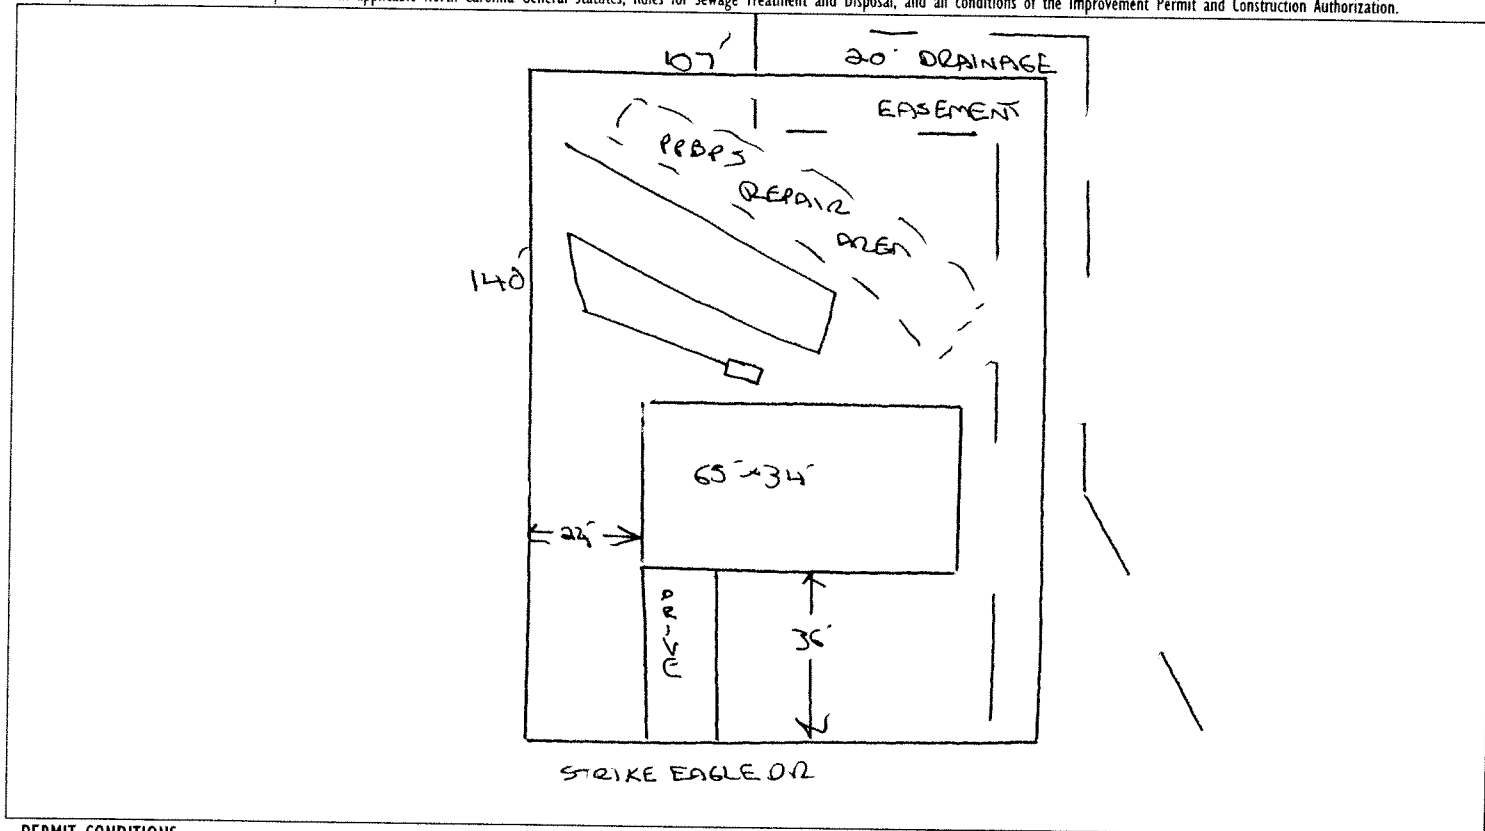 applicable North Carolina General Statutes, Rules for Sewage Treatment and Disposal, and all conditions of the Improvement Permit and Construction Authorization.
107'
20' DRAINAGE
EASEMENT
PPBPS
REPAIR
AREA
140'
65'x34'
22'
DRIVE
36'
STRIKE EAGLE DR
PERMIT CONDITIONS